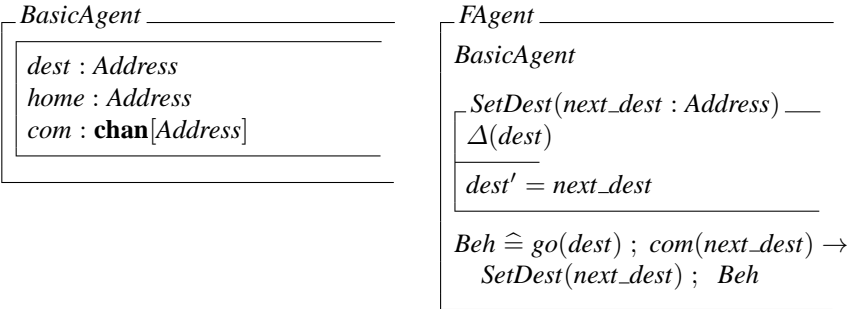 BasicAgent
dest : Address
home : Address
com : chan[Address]
FAgent
BasicAgent
SetDest(next_dest : Address)
Δ(dest)
dest′ = next_dest
Beh ≙ go(dest) ; com(next_dest) →
SetDest(next_dest) ; Beh